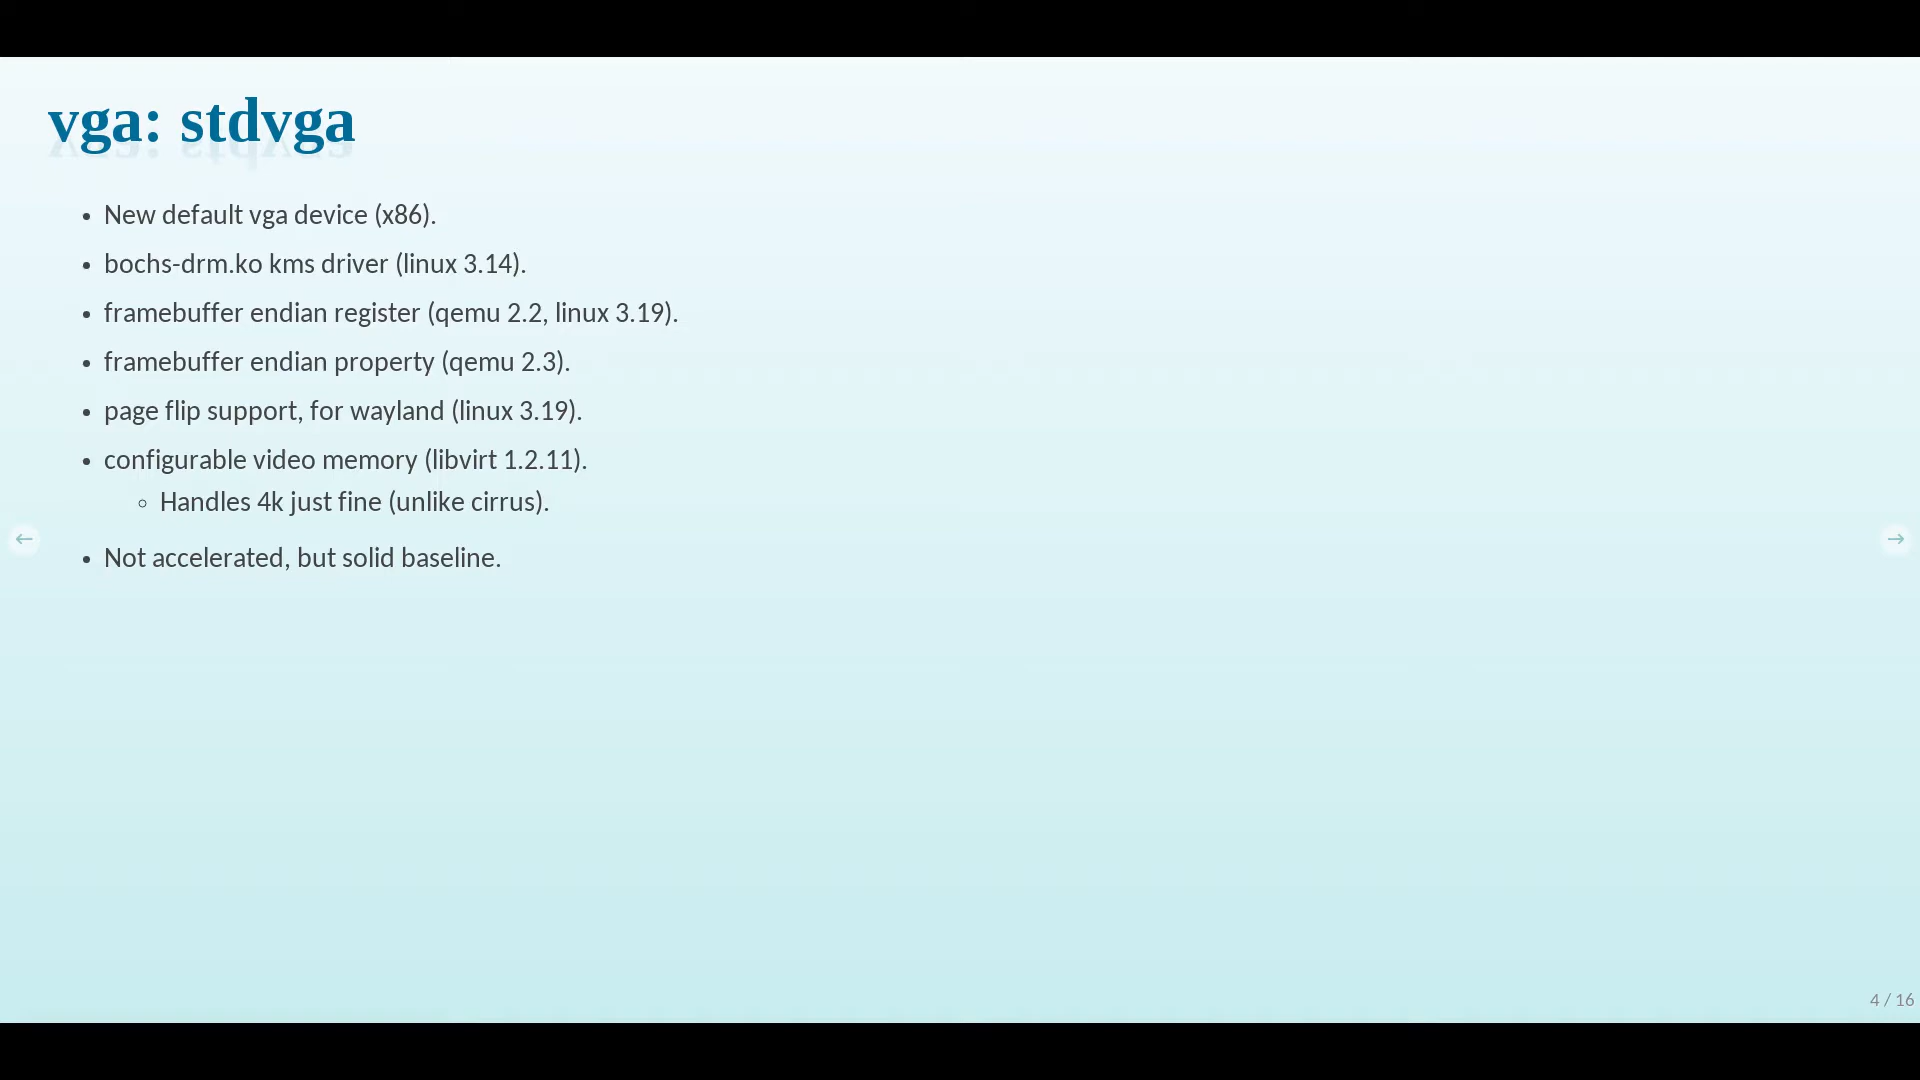 vga: stdvga
• New default vga device (x86).
• bochs-drm.ko kms driver (linux 3.14).
• framebuffer endian register (qemu 2.2, linux 3.19).
• framebuffer endian property (qemu 2.3).
• page flip support, for wayland (linux 3.19).
• configurable video memory (libvirt 1.2.11).
◦ Handles 4k just fine (unlike cirrus).
• Not accelerated, but solid baseline.
← →
4 / 16